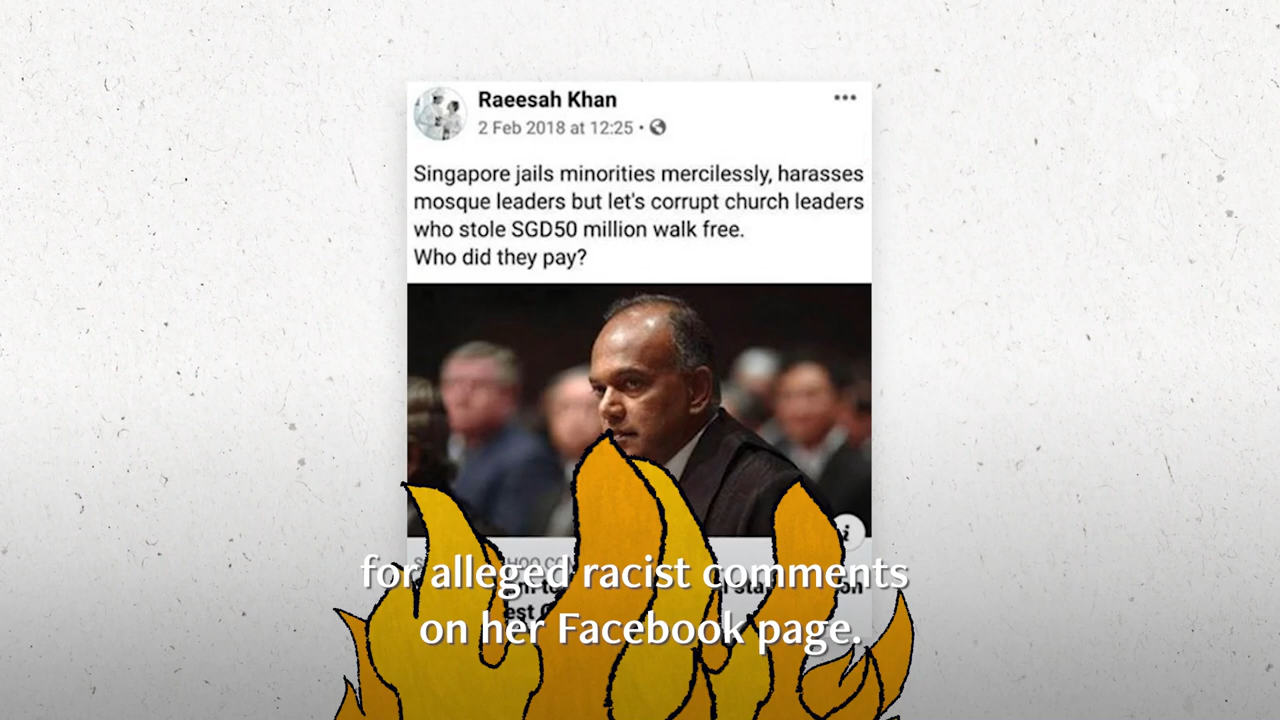 Raeesah Khan
2 Feb 2018 at 12:25 •
Singapore jails minorities mercilessly, harasses
mosque leaders but let's corrupt church leaders
who stole SGD50 million walk free.
Who did they pay?
for alleged racist comments
on her Facebook page.